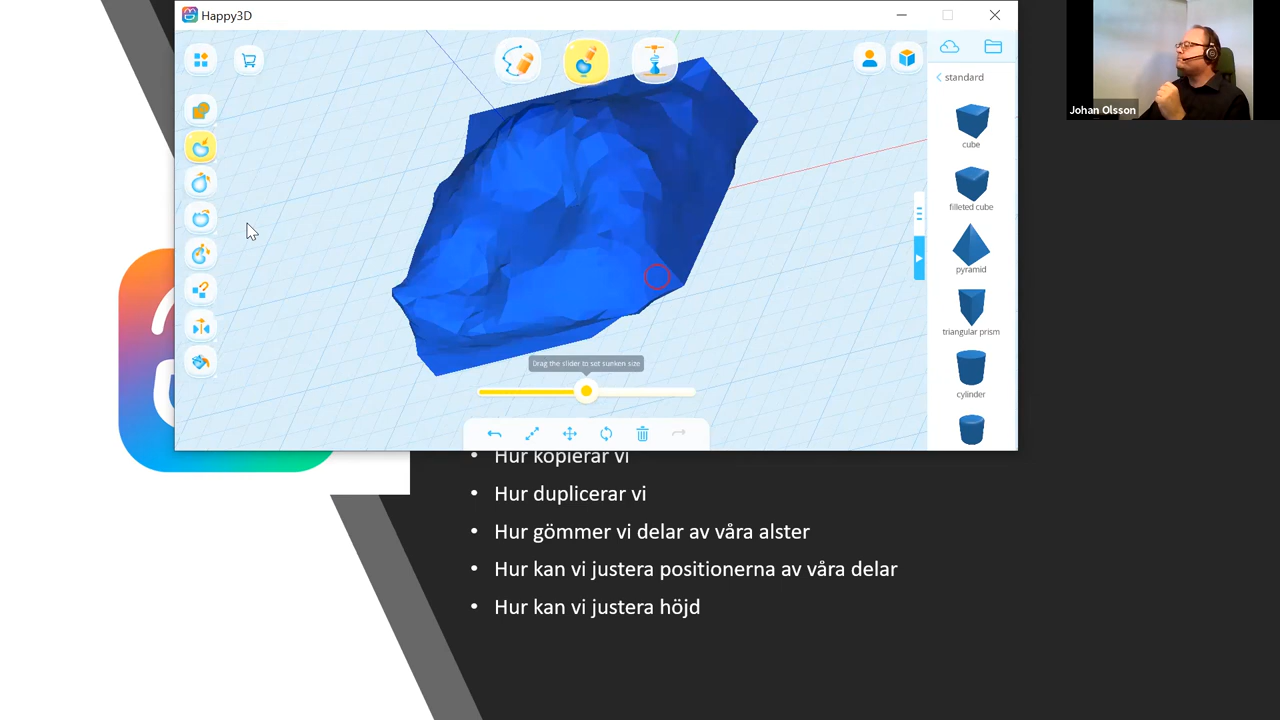 Happy3D
standard
cube
filleted cube
pyramid
triangular prism
cylinder
Drag the slider to set sunken size
Johan Olsson
Hur kopierar vi
• Hur duplicerar vi
• Hur gömmer vi delar av våra alster
• Hur kan vi justera positionerna av våra delar
• Hur kan vi justera höjd